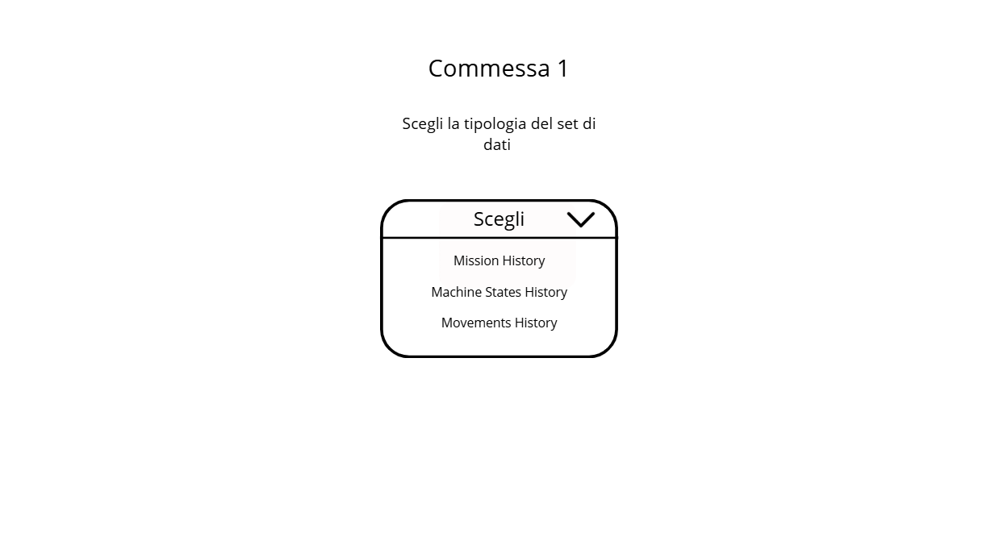 Commessa 1
Scegli la tipologia del set di
dati
Scegli
Mission History
Machine States History
Movements History